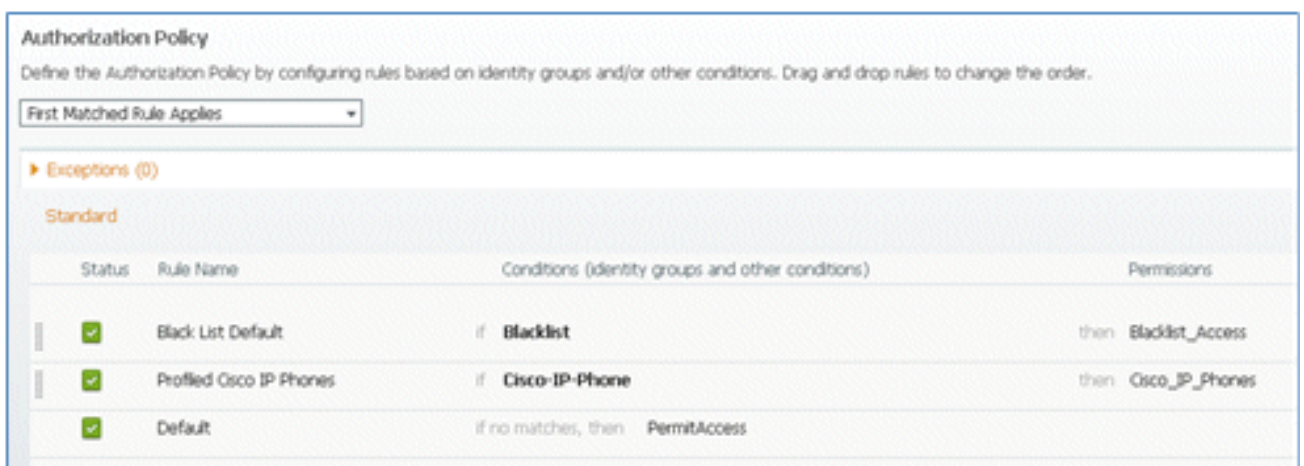 Authorization Policy
Define the Authorization Policy by configuring rules based on identity groups and/or other conditions. Drag and drop rules to change the order.
First Matched Rule Applies
Exceptions (0)
Standard
Status Rule Name Conditions (identity groups and other conditions) Permissions
Black List Default if Blacklist then Blacklist_Access
Profiled Cisco IP Phones if Cisco-IP-Phone then Cisco_IP_Phones
Default if no matches, then PermitAccess